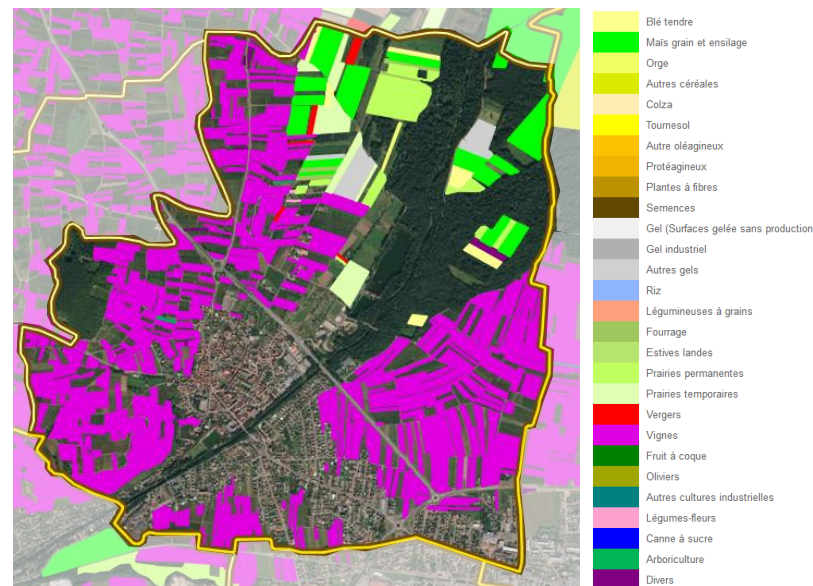 Blé tendre
Maïs grain et ensilage
Orge
Autres céréales
Colza
Tournesol
Autre oléagineux
Protéagineux
Plantes à fibres
Semences
Gel (Surfaces gelée sans production
Gel industriel
Autres gels
Riz
Légumineuses à grains
Fourrage
Estives landes
Prairies permanentes
Prairies temporaires
Vergers
Vignes
Fruit à coque
Oliviers
Autres cultures industrielles
Légumes-fleurs
Canne à sucre
Arboriculture
Divers